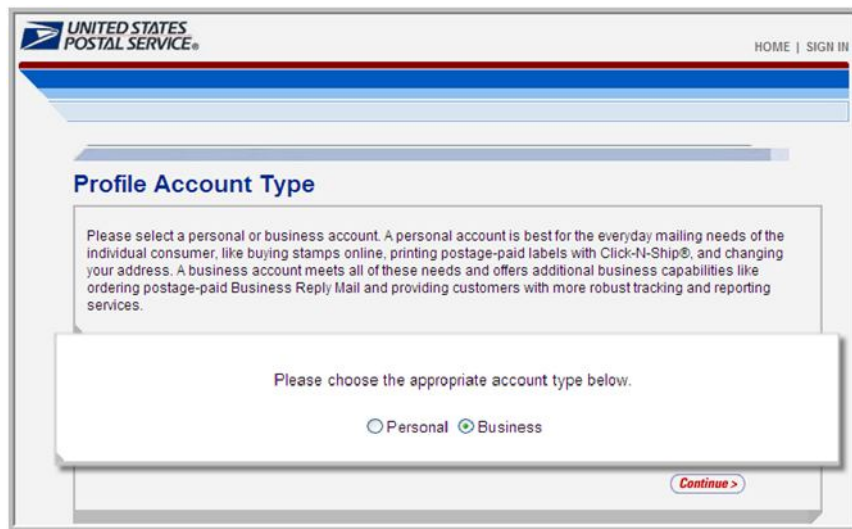 UNITED STATES
POSTAL SERVICE®
HOME | SIGN IN
Profile Account Type
Please select a personal or business account. A personal account is best for the everyday mailing needs of the
individual consumer, like buying stamps online, printing postage-paid labels with Click-N-Ship®, and changing
your address. A business account meets all of these needs and offers additional business capabilities like
ordering postage-paid Business Reply Mail and providing customers with more robust tracking and reporting
services.
Please choose the appropriate account type below.
Personal Business
Continue >